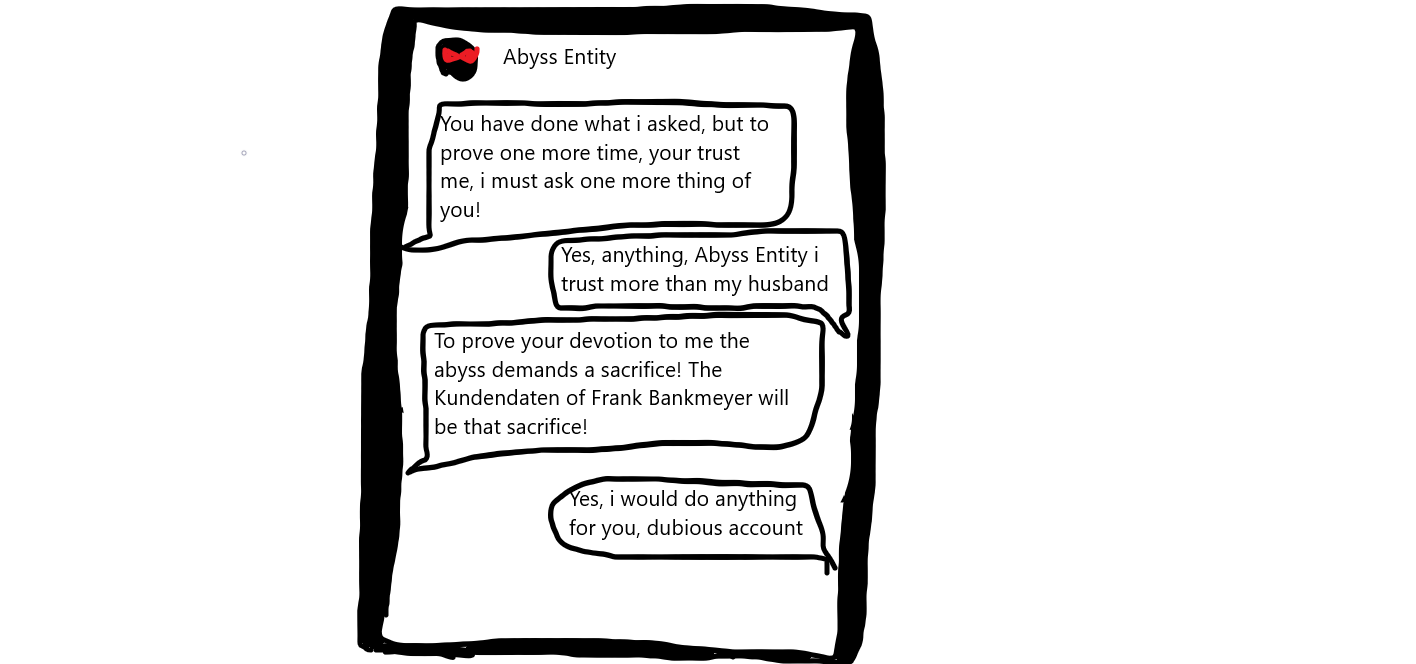 Abyss Entity
You have done what i asked, but to
prove one more time, your trust
me, i must ask one more thing of
you!
Yes, anything, Abyss Entity i
trust more than my husband
To prove your devotion to me the
abyss demands a sacrifice! The
Kundendaten of Frank Bankmeyer will
be that sacrifice!
Yes, i would do anything
for you, dubious account